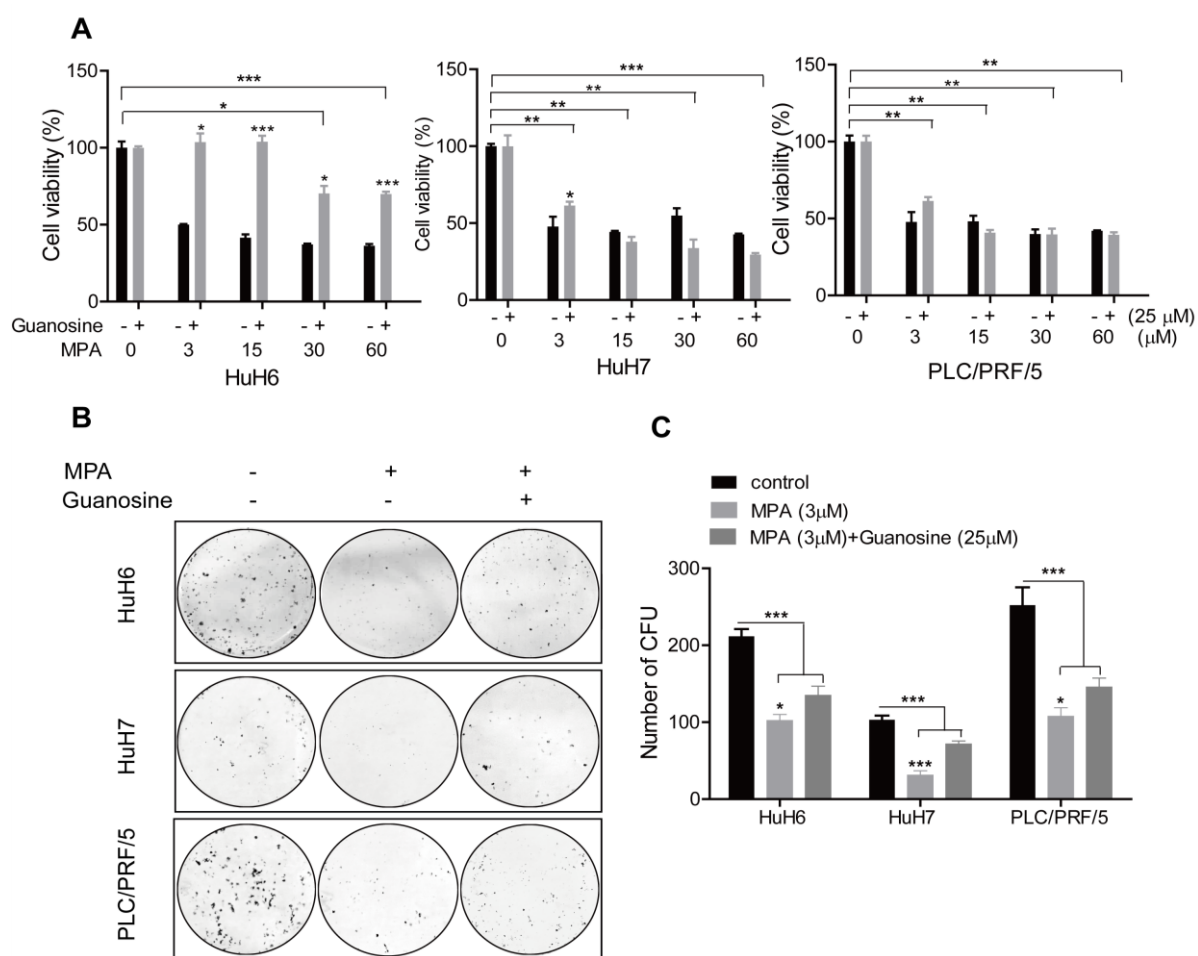 A
Cell viability (%)
150
100
50
0
***
*
* *** * ***
Guanosine - + - + - + - + - +
MPA 0 3 15 30 60
HuH6
Cell viability (%)
150
100
50
0
***
**
**
**
*
- + - + - + - + - +
0 3 15 30 60
HuH7
Cell viability (%)
150
100
50
0
**
**
**
**
- + - + - + - + - + (25 μM)
0 3 15 30 60 (μM)
PLC/PRF/5
B
MPA - + +
Guanosine - - +
HuH6
HuH7
PLC/PRF/5
C
control
MPA (3μM)
MPA (3μM)+Guanosine (25μM)
Number of CFU
300
200
100
0
*** *** ***
* *** *
HuH6 HuH7 PLC/PRF/5